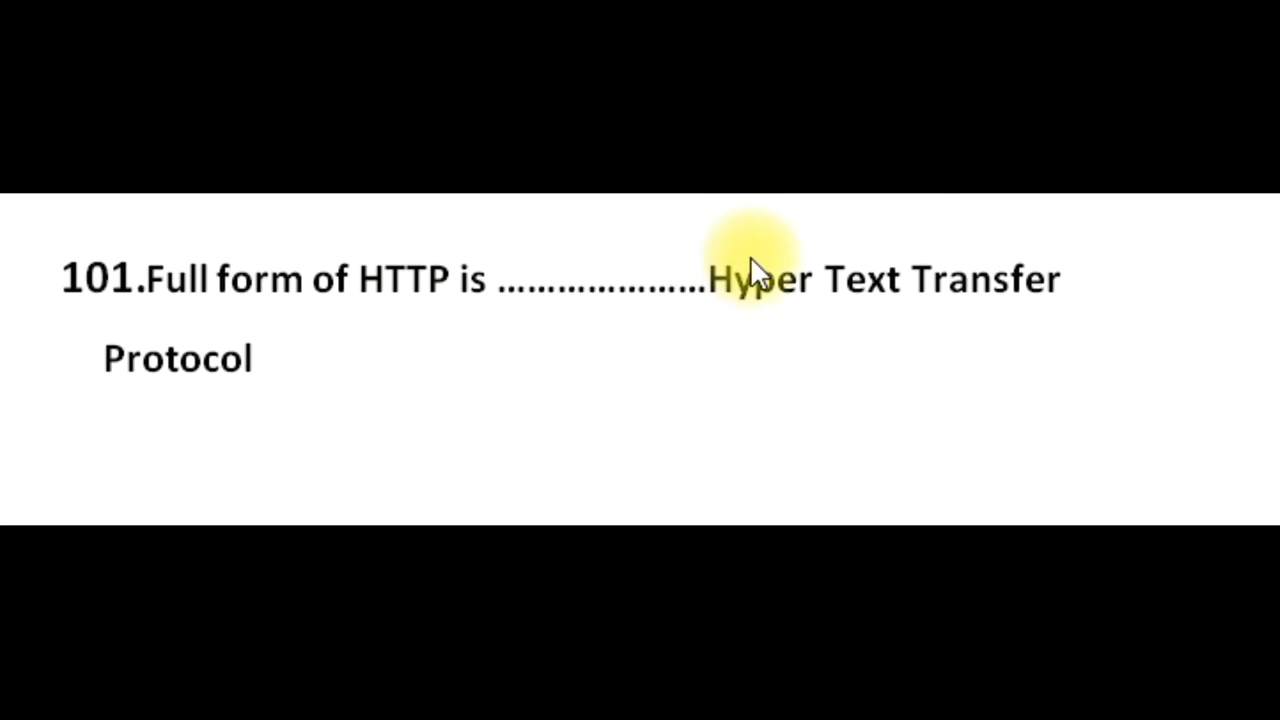 101.Full form of HTTP is .....................Hyper Text Transfer
Protocol